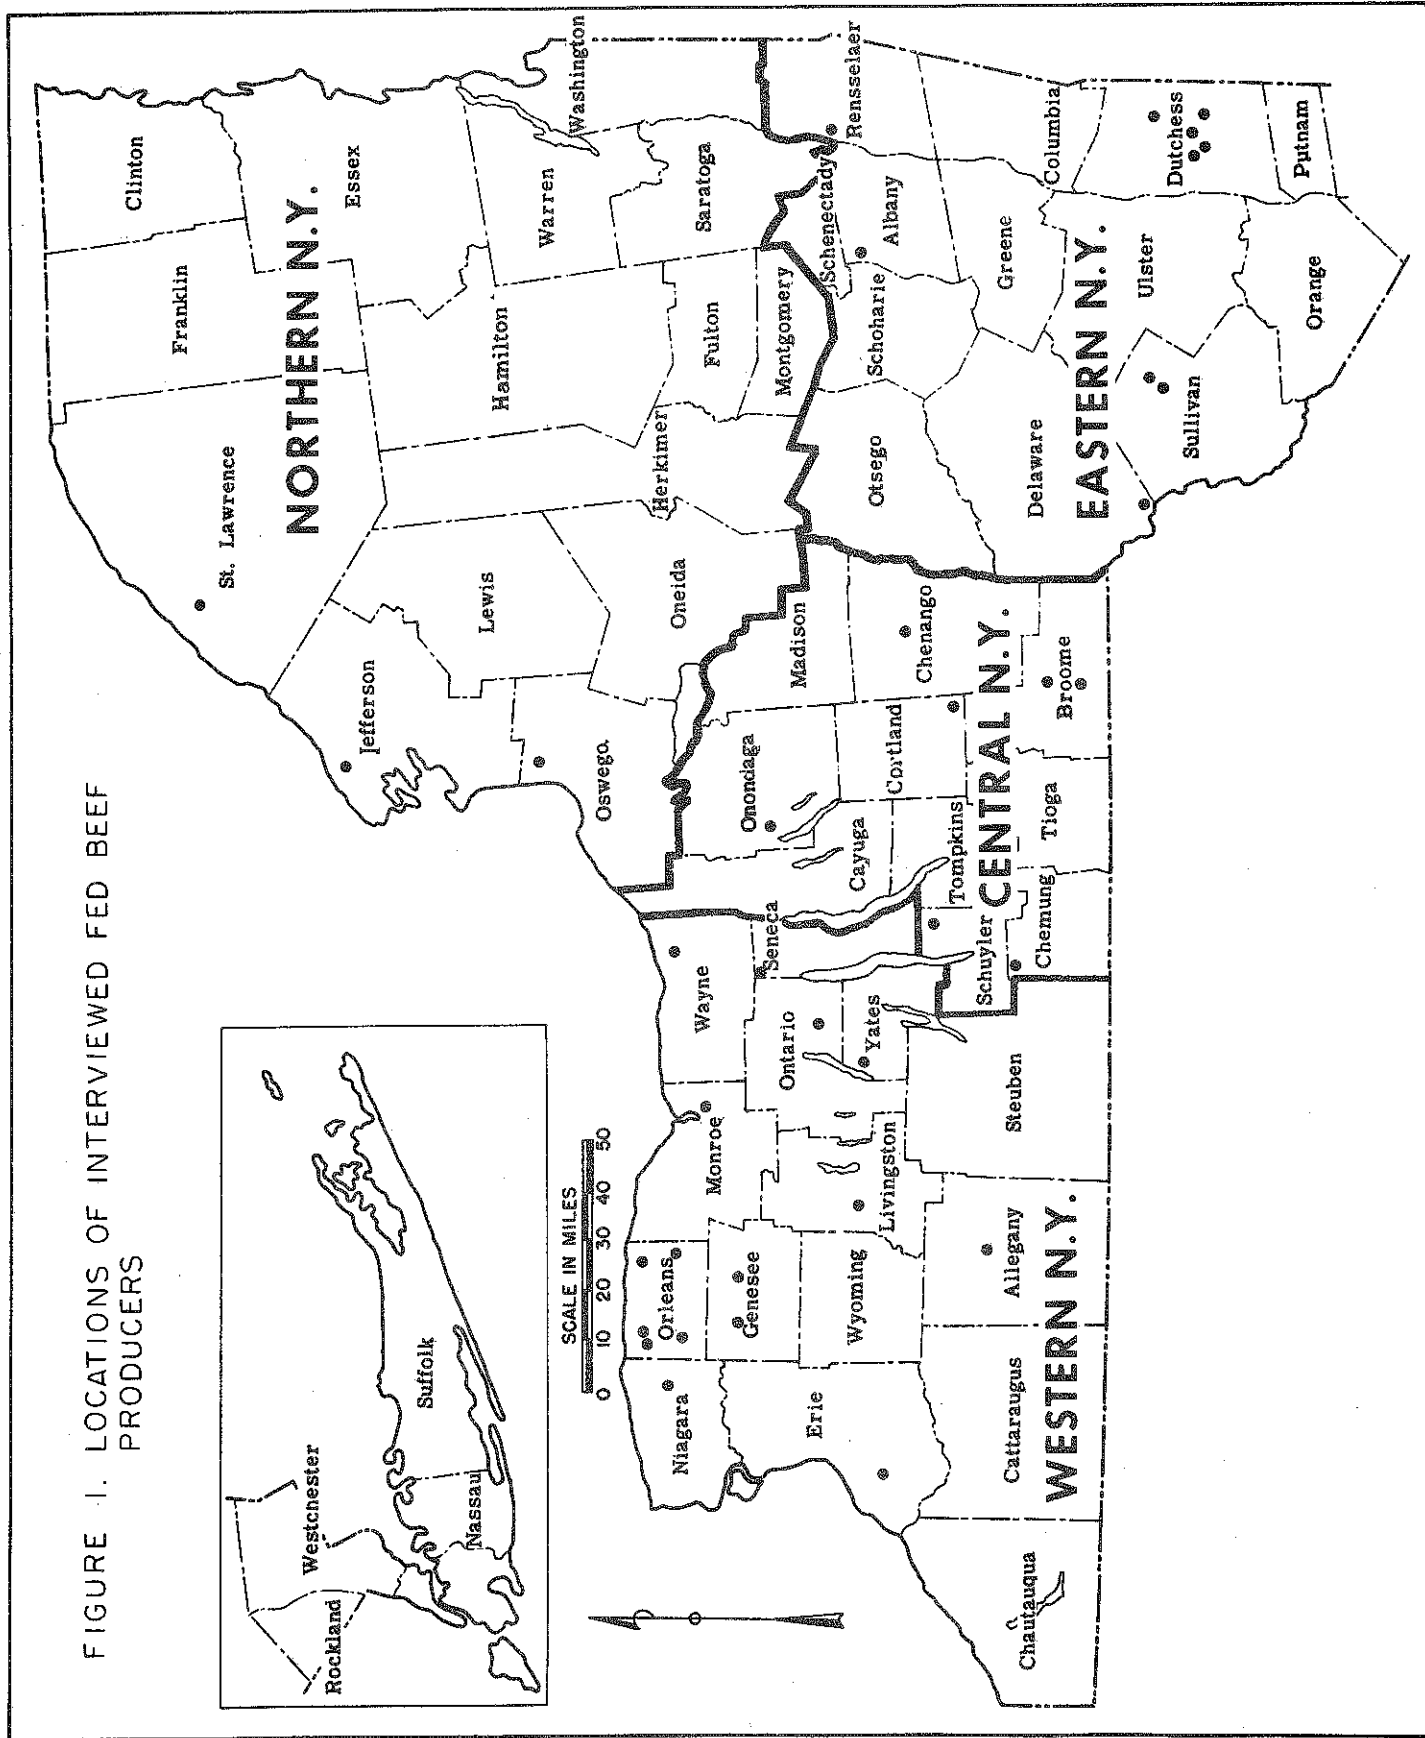 FIGURE 1. LOCATIONS OF INTERVIEWED FED BEEF
PRODUCERS
Rockland
Westchester
Nassau
Suffolk
SCALE IN MILES
0 10 20 30 40 50
NORTHERN N.Y.
Clinton
Franklin
St. Lawrence
Essex
Jefferson
Lewis
Hamilton
Warren
Washington
Oswego
Oneida
Herkimer
Fulton
Saratoga
Montgomery
WESTERN N.Y.
Niagara
Orleans
Monroe
Wayne
Genesee
Erie
Wyoming
Livingston
Ontario
Seneca
Yates
Chautauqua
Cattaraugus
Allegany
Steuben
CENTRAL N.Y.
Onondaga
Madison
Cayuga
Cortland
Chenango
Tompkins
Schuyler
Chemung
Tioga
Broome
EASTERN N.Y.
Schenectady
Rensselaer
Albany
Schoharie
Otsego
Delaware
Greene
Columbia
Ulster
Dutchess
Sullivan
Orange
Putnam